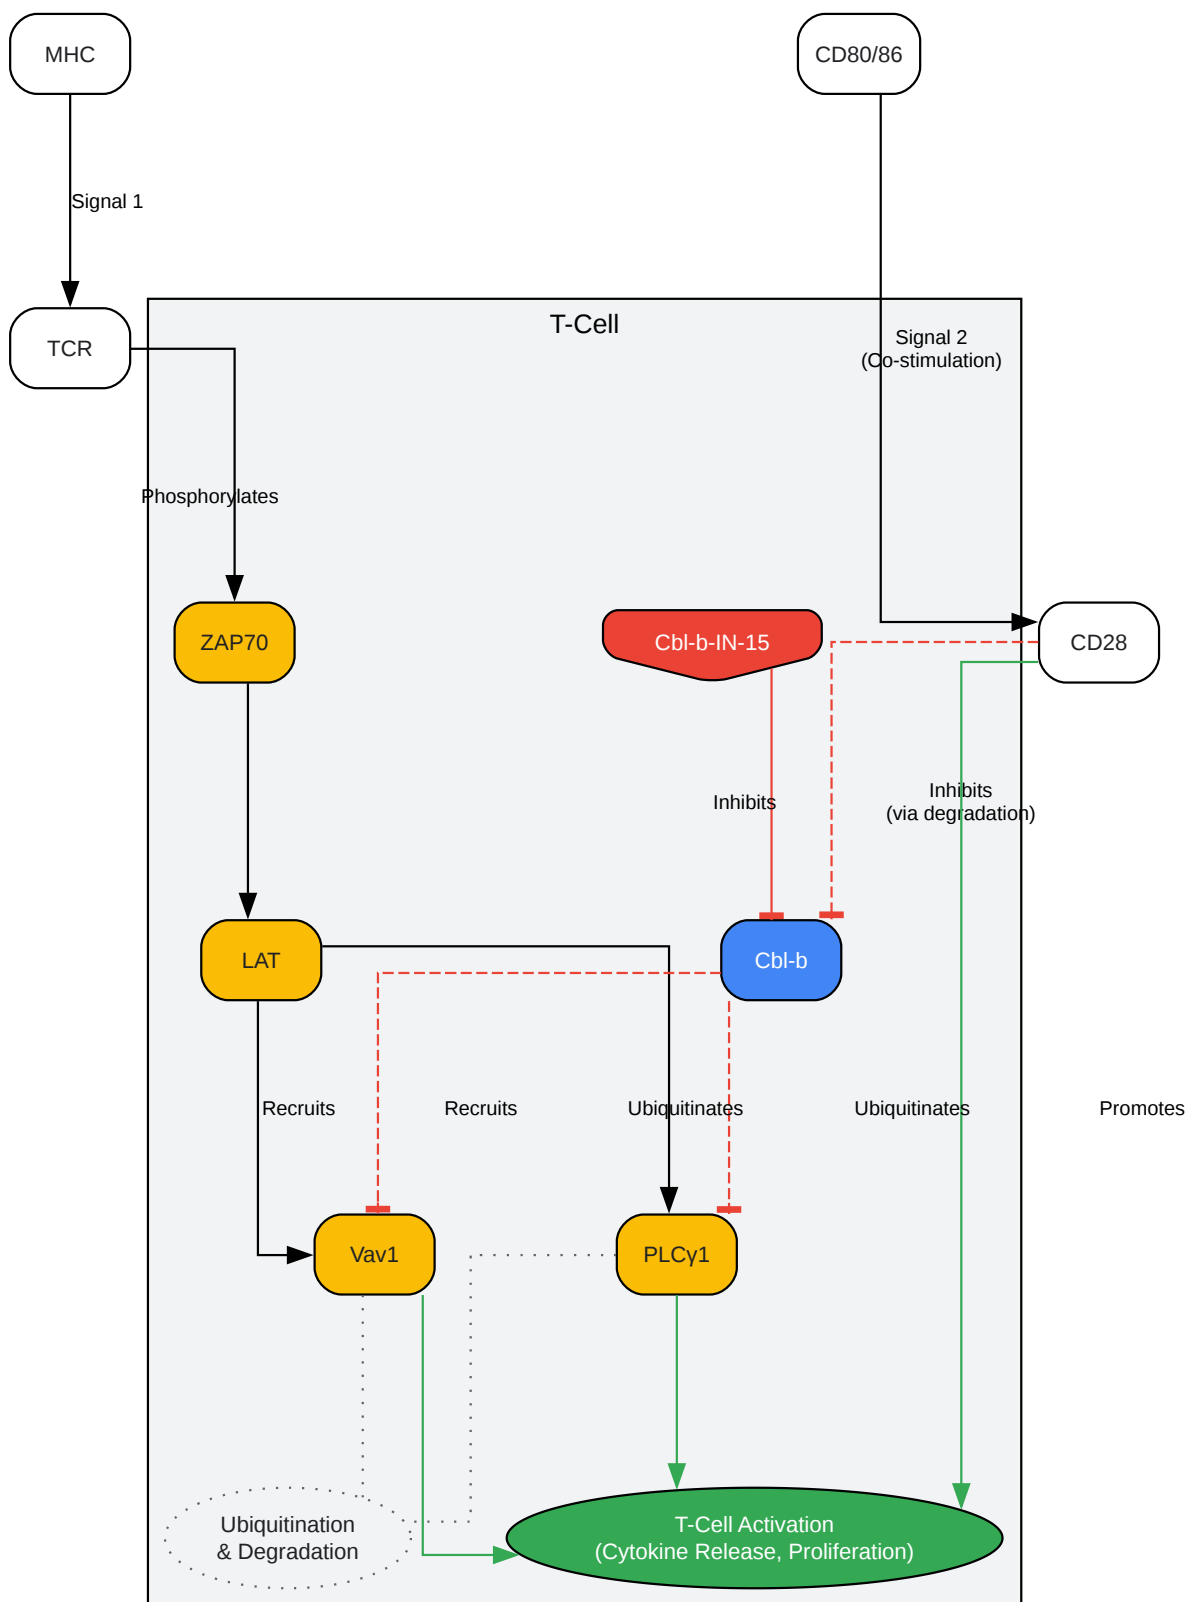 MHC
CD80/86
Signal 1
T-Cell
TCR
Signal 2
(Co-stimulation)
Phosphorylates
ZAP70
Cbl-b-IN-15
CD28
Inhibits
Inhibits
(via degradation)
LAT
Cbl-b
Recruits
Recruits
Ubiquitinates
Ubiquitinates
Promotes
Vav1
PLCγ1
Ubiquitination
& Degradation
T-Cell Activation
(Cytokine Release, Proliferation)